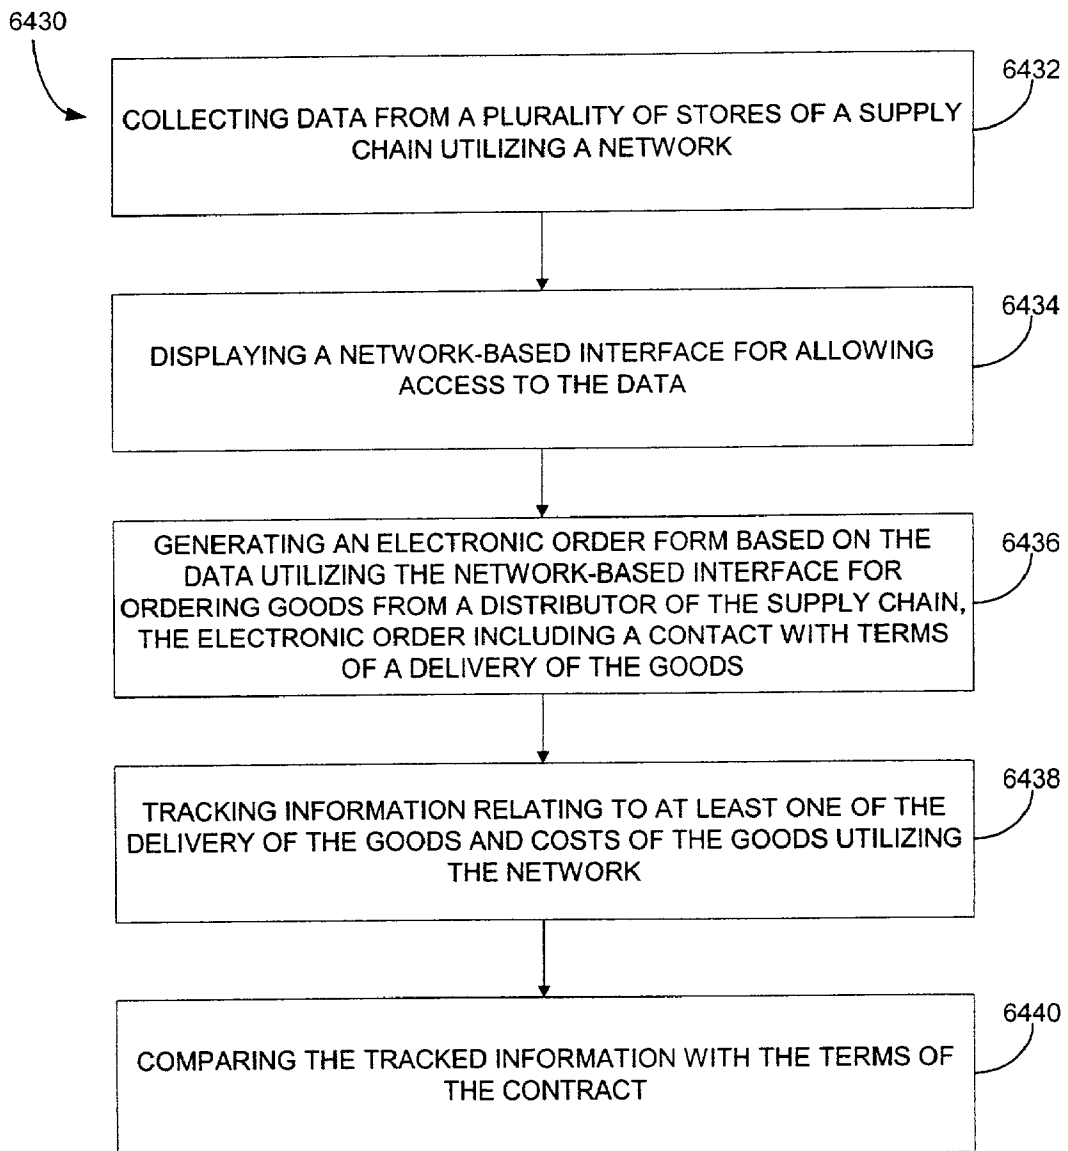 6430
6432
COLLECTING DATA FROM A PLURALITY OF STORES OF A SUPPLY
CHAIN UTILIZING A NETWORK
6434
DISPLAYING A NETWORK-BASED INTERFACE FOR ALLOWING
ACCESS TO THE DATA
6436
GENERATING AN ELECTRONIC ORDER FORM BASED ON THE
DATA UTILIZING THE NETWORK-BASED INTERFACE FOR
ORDERING GOODS FROM A DISTRIBUTOR OF THE SUPPLY CHAIN,
THE ELECTRONIC ORDER INCLUDING A CONTACT WITH TERMS
OF A DELIVERY OF THE GOODS
6438
TRACKING INFORMATION RELATING TO AT LEAST ONE OF THE
DELIVERY OF THE GOODS AND COSTS OF THE GOODS UTILIZING
THE NETWORK
6440
COMPARING THE TRACKED INFORMATION WITH THE TERMS OF
THE CONTRACT